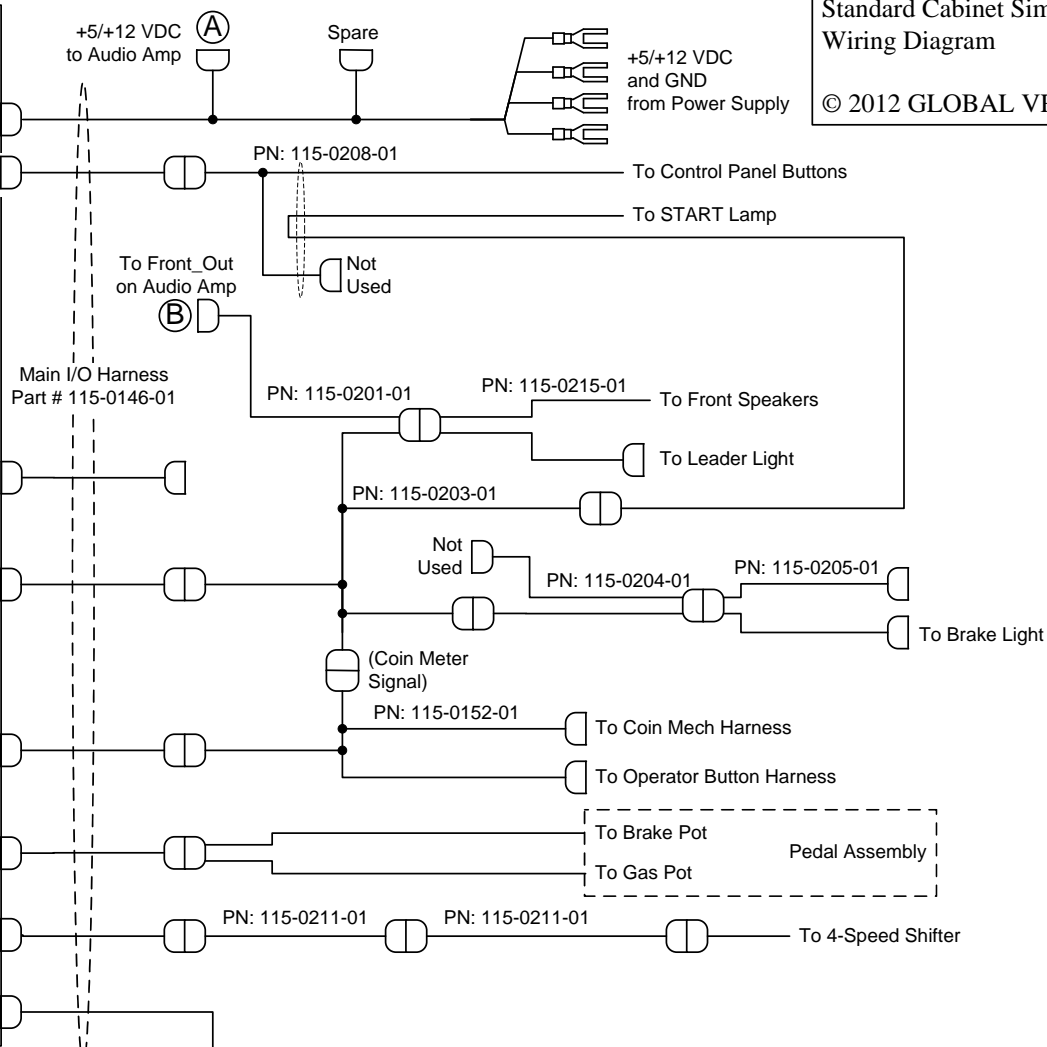 Standard Cabinet Sim
Wiring Diagram
© 2012 GLOBAL VE
+5/+12 VDC
to Audio Amp
A
Spare
+5/+12 VDC
and GND
from Power Supply
PN: 115-0208-01
To Control Panel Buttons
To START Lamp
Not
Used
To Front_Out
on Audio Amp
B
Main I/O Harness
Part # 115-0146-01
PN: 115-0201-01
PN: 115-0215-01
To Front Speakers
To Leader Light
PN: 115-0203-01
Not
Used
PN: 115-0204-01
PN: 115-0205-01
To Brake Light
(Coin Meter
Signal)
PN: 115-0152-01
To Coin Mech Harness
To Operator Button Harness
To Brake Pot
Pedal Assembly
To Gas Pot
PN: 115-0211-01
PN: 115-0211-01
To 4-Speed Shifter